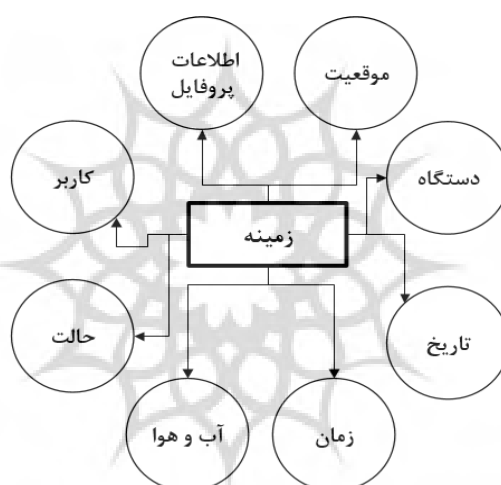 اطلاعات
پروفایل
موقعیت
کاربر
دستگاه
زمینه
حالت
تاریخ
آب و هوا
زمان